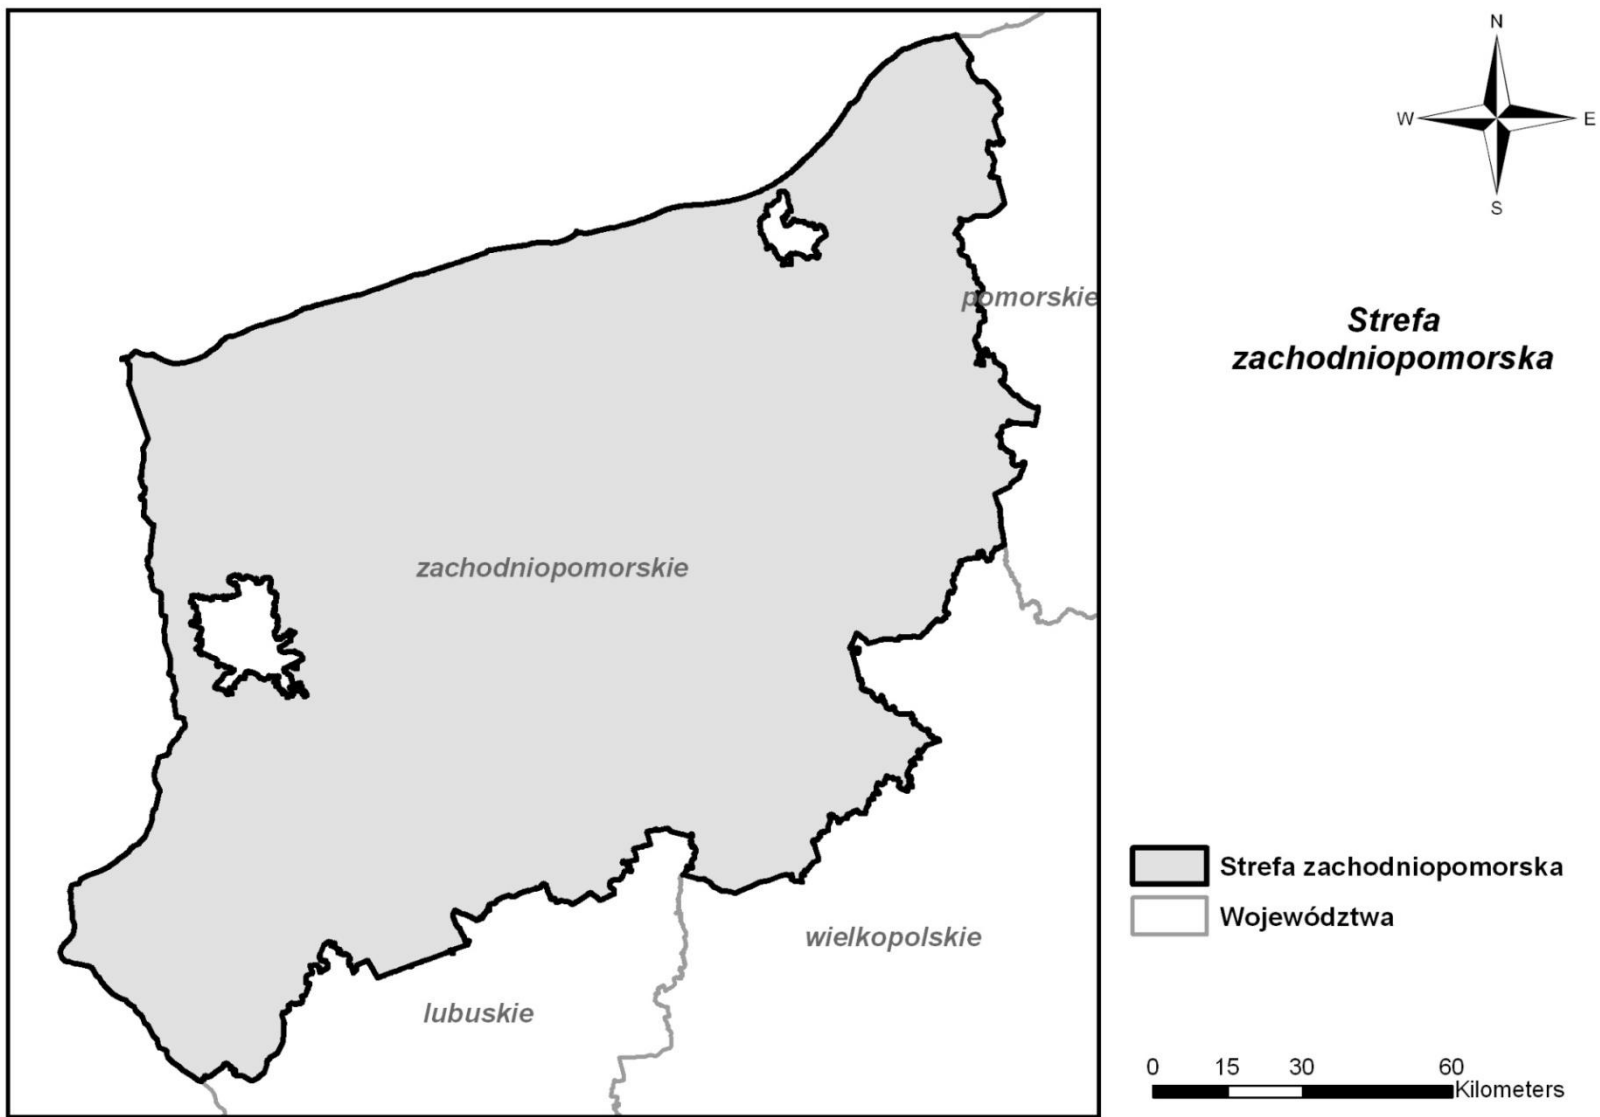 N
W
E
S
Strefa
zachodniopomorska
pomorskie
zachodniopomorskie
wielkopolskie
lubuskie
Strefa zachodniopomorska
Województwa
0 15 30 60
Kilometers